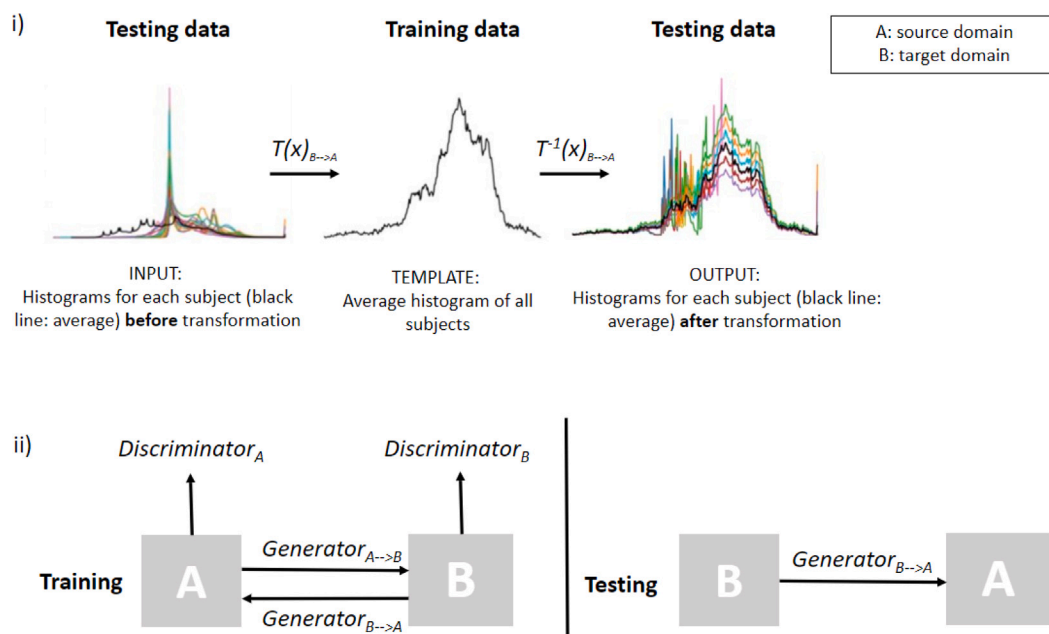 i)
Testing data
Training data
Testing data
A: source domain
B: target domain
T(x)B-->A
T-1(x)B-->A
INPUT:
Histograms for each subject (black
line: average) before transformation
TEMPLATE:
Average histogram of all
subjects
OUTPUT:
Histograms for each subject (black line:
average) after transformation
ii)
DiscriminatorA
DiscriminatorB
Training
A
GeneratorA-->B
GeneratorB-->A
B
Testing
B
GeneratorB-->A
A